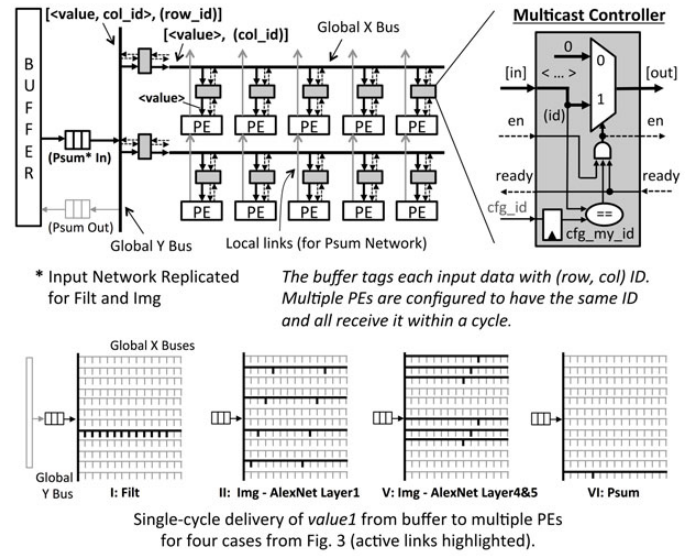 [<value, col_id>, (row_id)]
[<value>, (col_id)]
Global X Bus
Multicast Controller
BUFFER
<value>
PE PE PE PE PE
(Psum* In)
PE PE PE PE PE
(Psum Out)
Global Y Bus
Local links (for Psum Network)
0
0
[in]
< ... >
[out]
1
(id)
en
en
ready
ready
cfg_id
==
cfg_my_id
* Input Network Replicated
for Filt and Img
The buffer tags each input data with (row, col) ID.
Multiple PEs are configured to have the same ID
and all receive it within a cycle.
Global X Buses
Global
Y Bus
I: Filt
II: Img - AlexNet Layer1
V: Img - AlexNet Layer4&5
VI: Psum
Single-cycle delivery of value1 from buffer to multiple PEs
for four cases from Fig. 3 (active links highlighted).